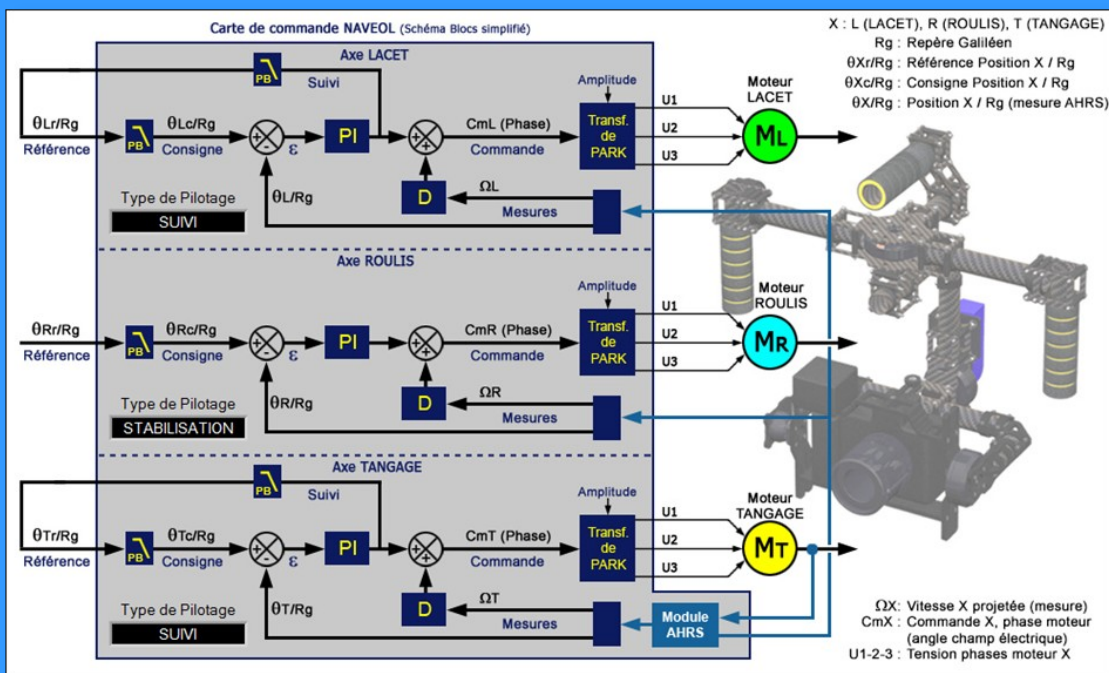 Carte de commande NAVEOL (Schéma Blocs simplifié)
X : L (LACET), R (ROULIS), T (TANGAGE)
Rg : Repère Galiléen
θXr/Rg : Référence Position X / Rg
θXc/Rg : Consigne Position X / Rg
θX/Rg : Position X / Rg (mesure AHRS)
Axe LACET
PB
Suivi
Amplitude
Moteur
LACET
θLr/Rg
Référence
PB
θLc/Rg
Consigne
ε
PI
CmL (Phase)
Commande
Transf.
de
PARK
U1
U2
U3
ML
D
ΩL
Mesures
θL/Rg
Type de Pilotage
SUIVI
Axe ROULIS
Amplitude
Moteur
ROULIS
θRr/Rg
Référence
PB
θRc/Rg
Consigne
ε
PI
CmR (Phase)
Commande
Transf.
de
PARK
U1
U2
U3
MR
D
ΩR
Mesures
θR/Rg
Type de Pilotage
STABILISATION
Axe TANGAGE
PB
Suivi
Amplitude
Moteur
TANGAGE
θTr/Rg
Référence
PB
θTc/Rg
Consigne
ε
PI
CmT (Phase)
Commande
Transf.
de
PARK
U1
U2
U3
MT
D
ΩT
Mesures
θT/Rg
Type de Pilotage
SUIVI
Module
AHRS
ΩX: Vitesse X projetée (mesure)
CmX : Commande X, phase moteur
(angle champ électrique)
U1-2-3 : Tension phases moteur X